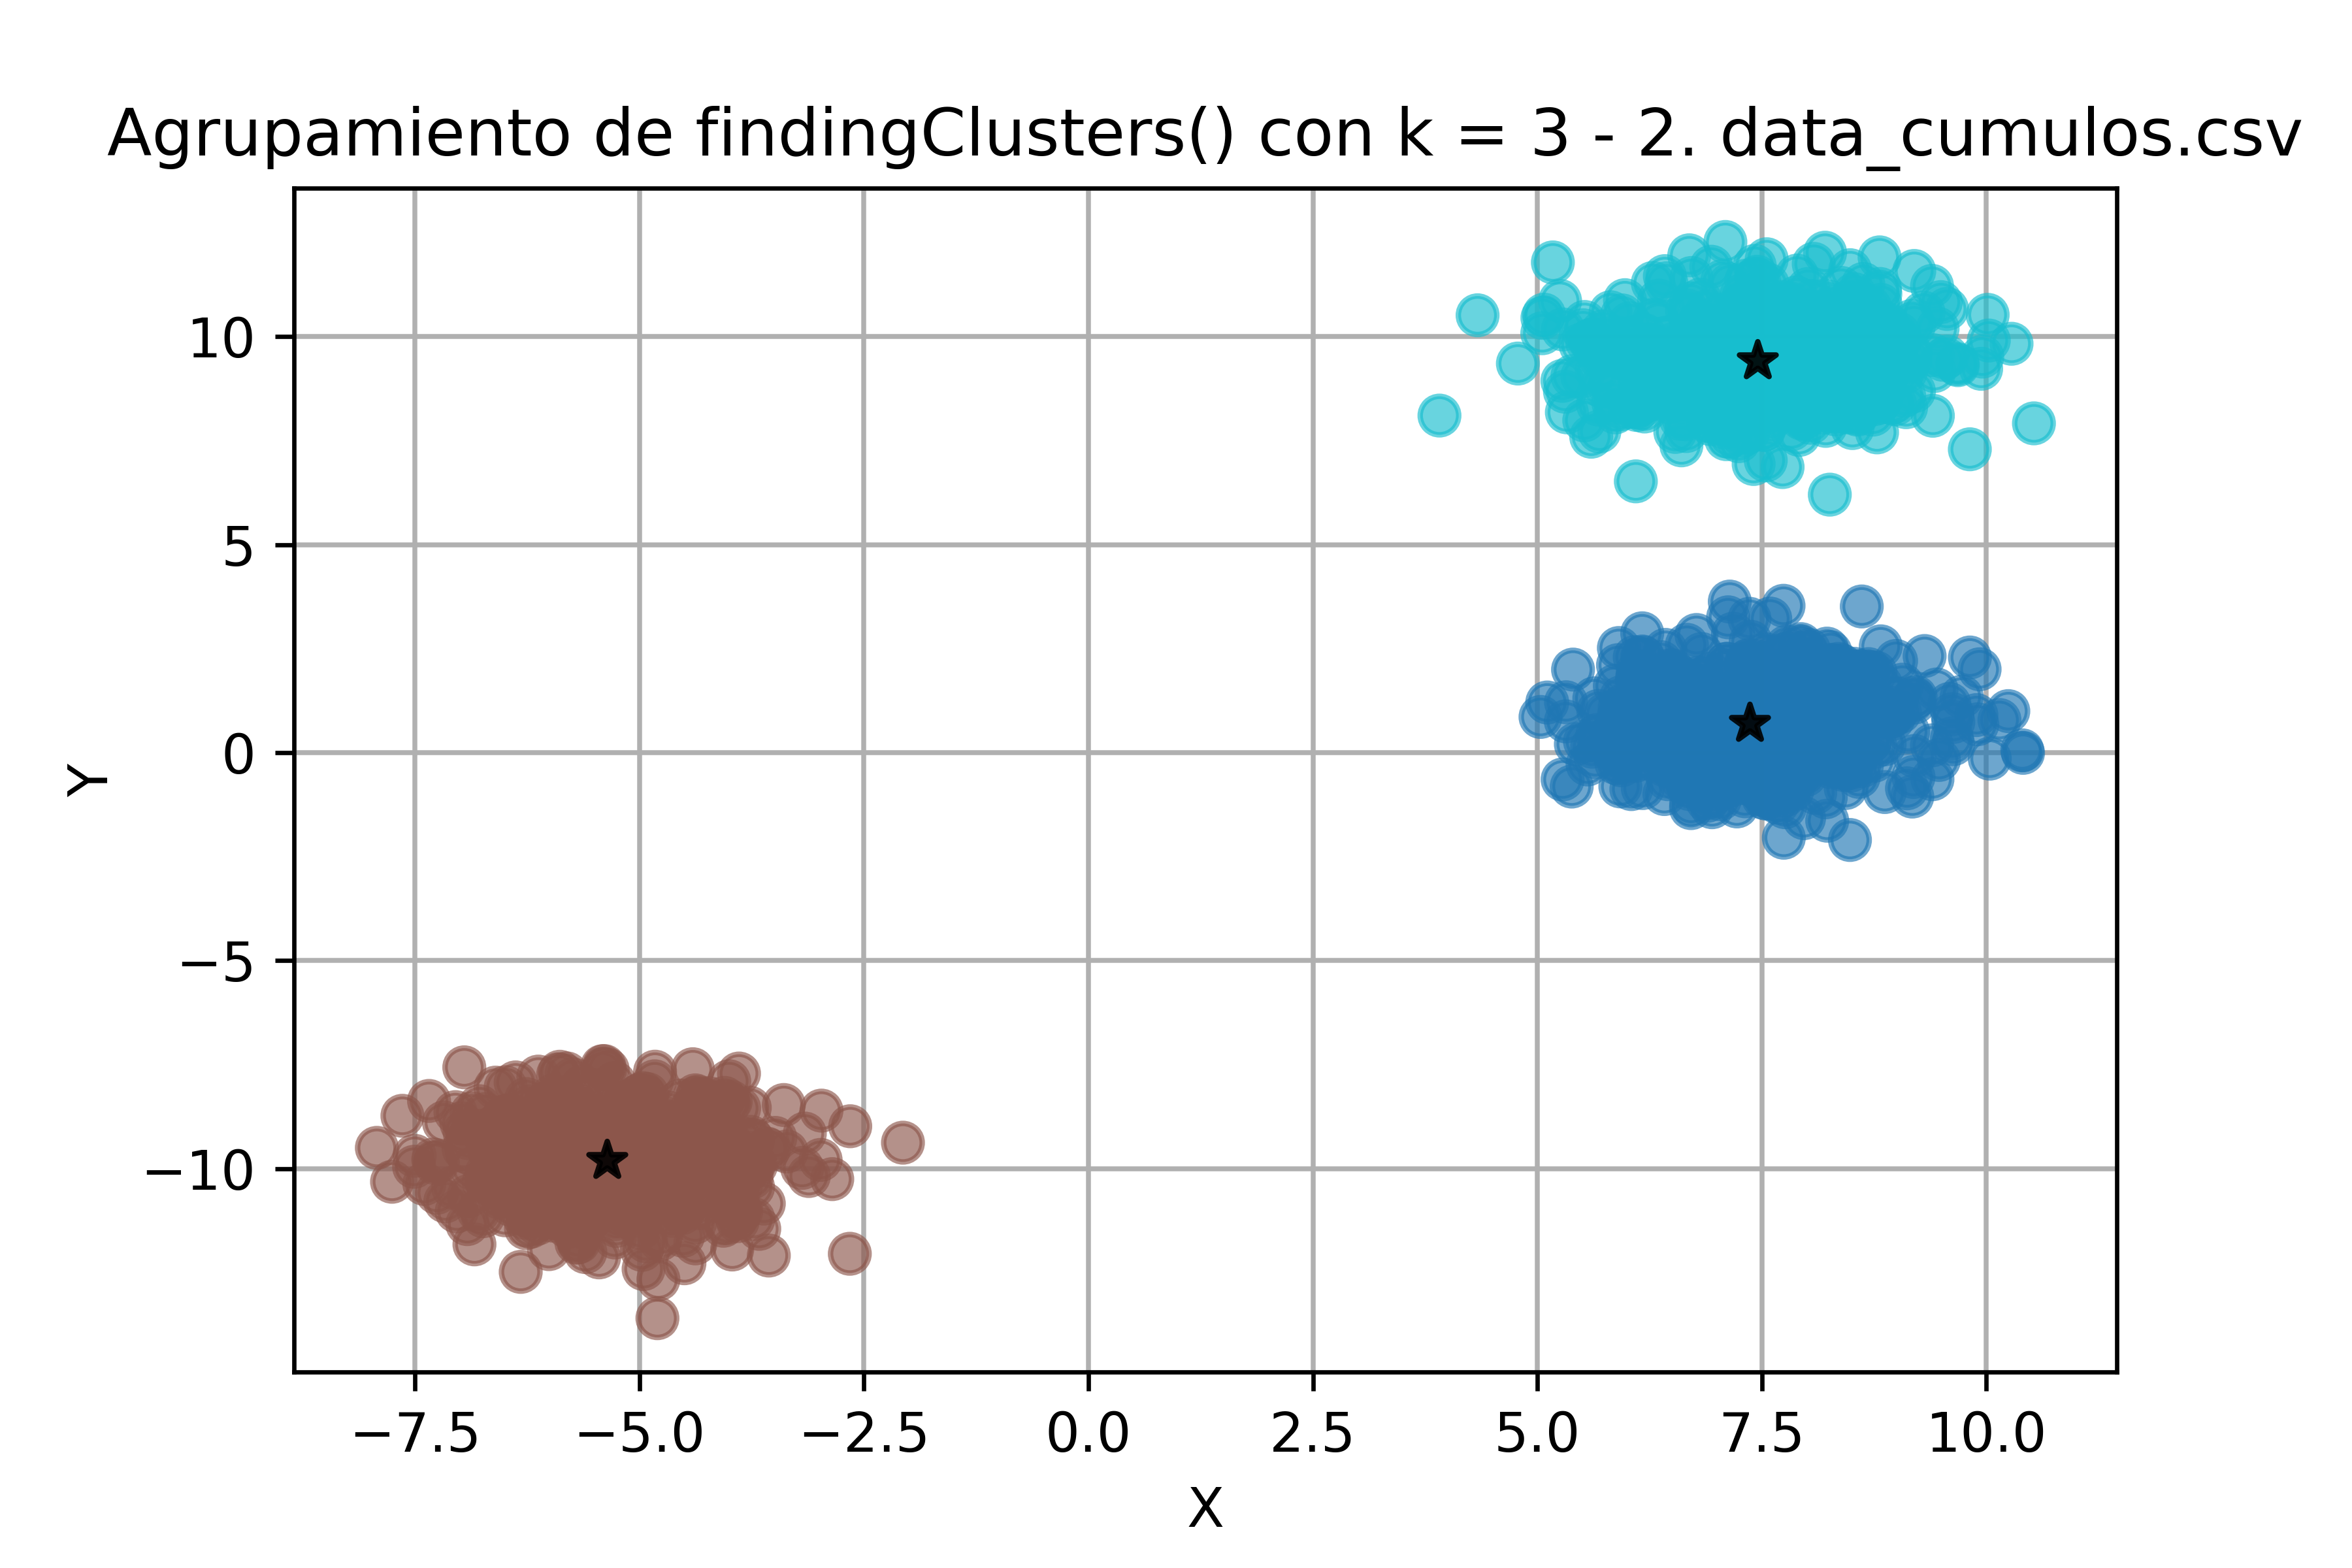 Agrupamiento de findingClusters() con k = 3 - 2. data_cumulos.csv
10
5
0
−5
−10
Y
−7.5 −5.0 −2.5 0.0 2.5 5.0 7.5 10.0
X